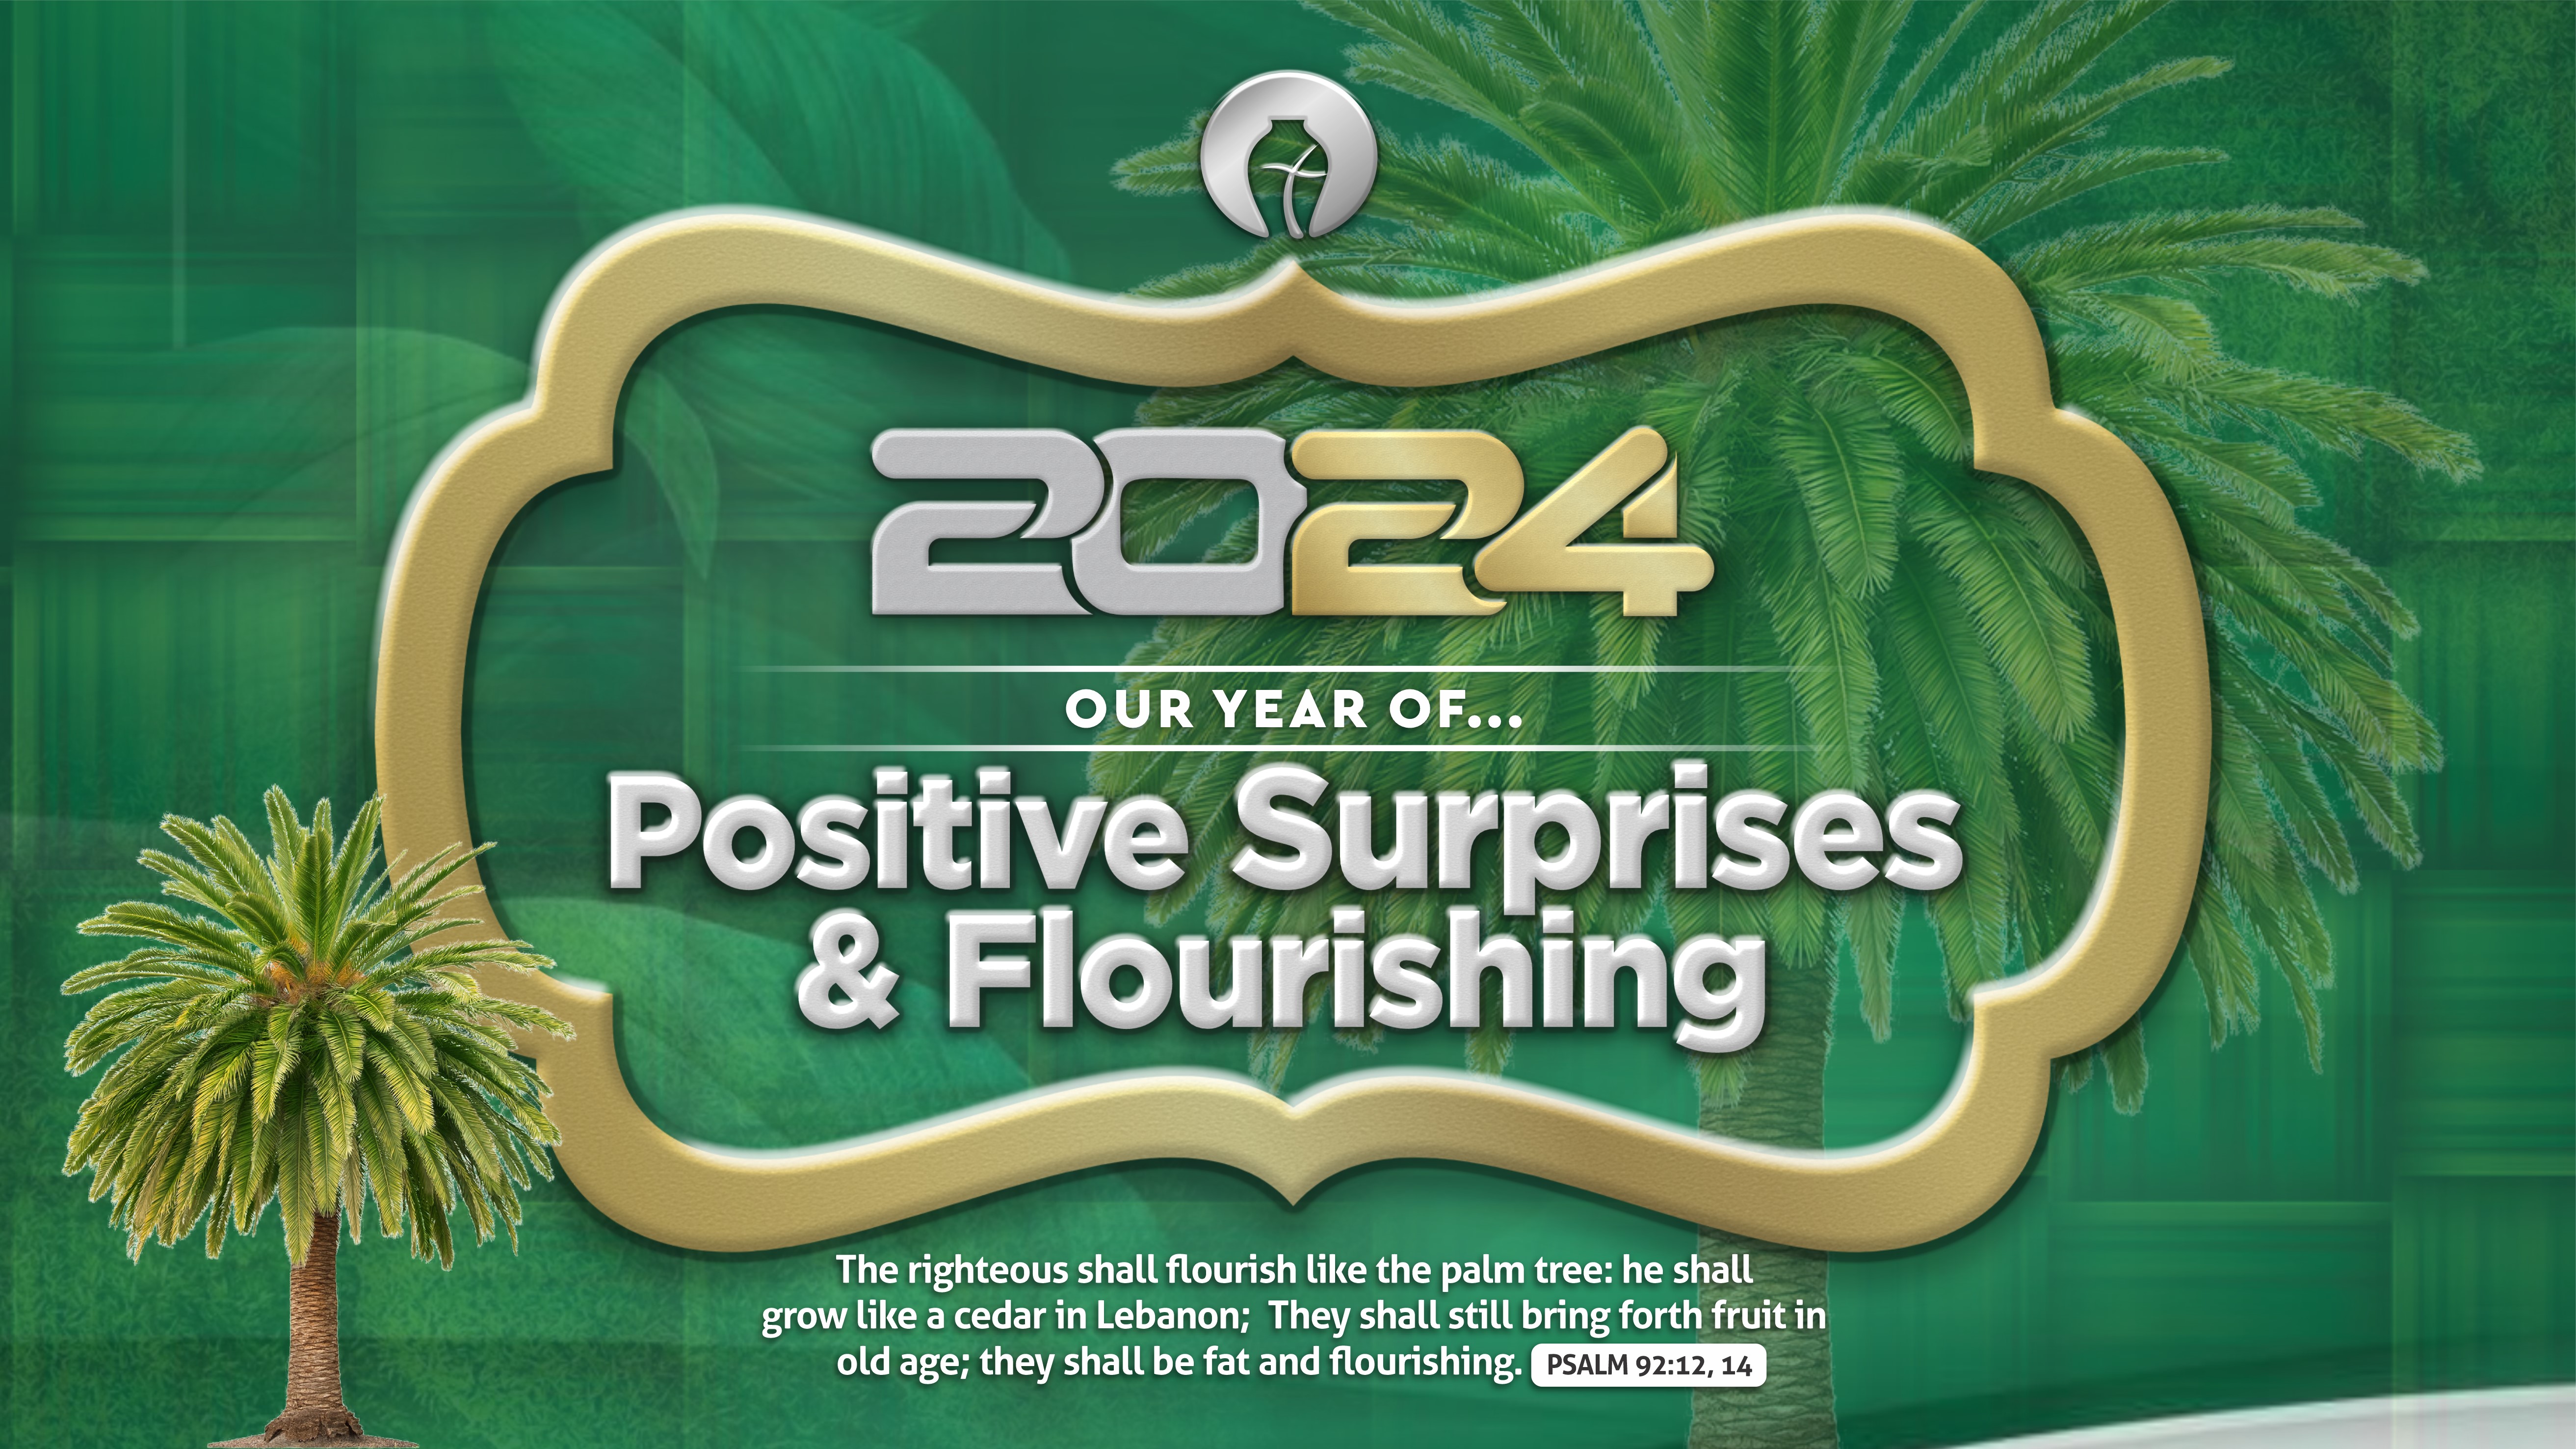 2024
OUR YEAR OF...
Positive Surprises
& Flourishing
The righteous shall flourish like the palm tree: he shall
grow like a cedar in Lebanon; They shall still bring forth fruit in
old age; they shall be fat and flourishing. PSALM 92:12, 14